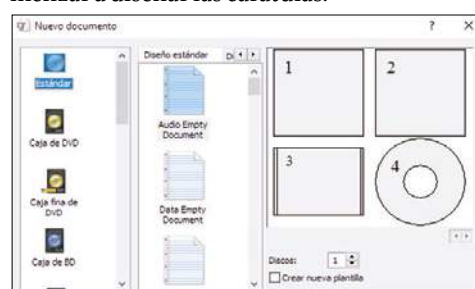 Nuevo documento ? X
Estándar
Caja de DVD
Caja fina de
DVD
Caja de BD
Diseño estándar
Audio Empty
Document
Data Empty
Document
1 2
3 4
Discos: 1
Crear nueva plantilla